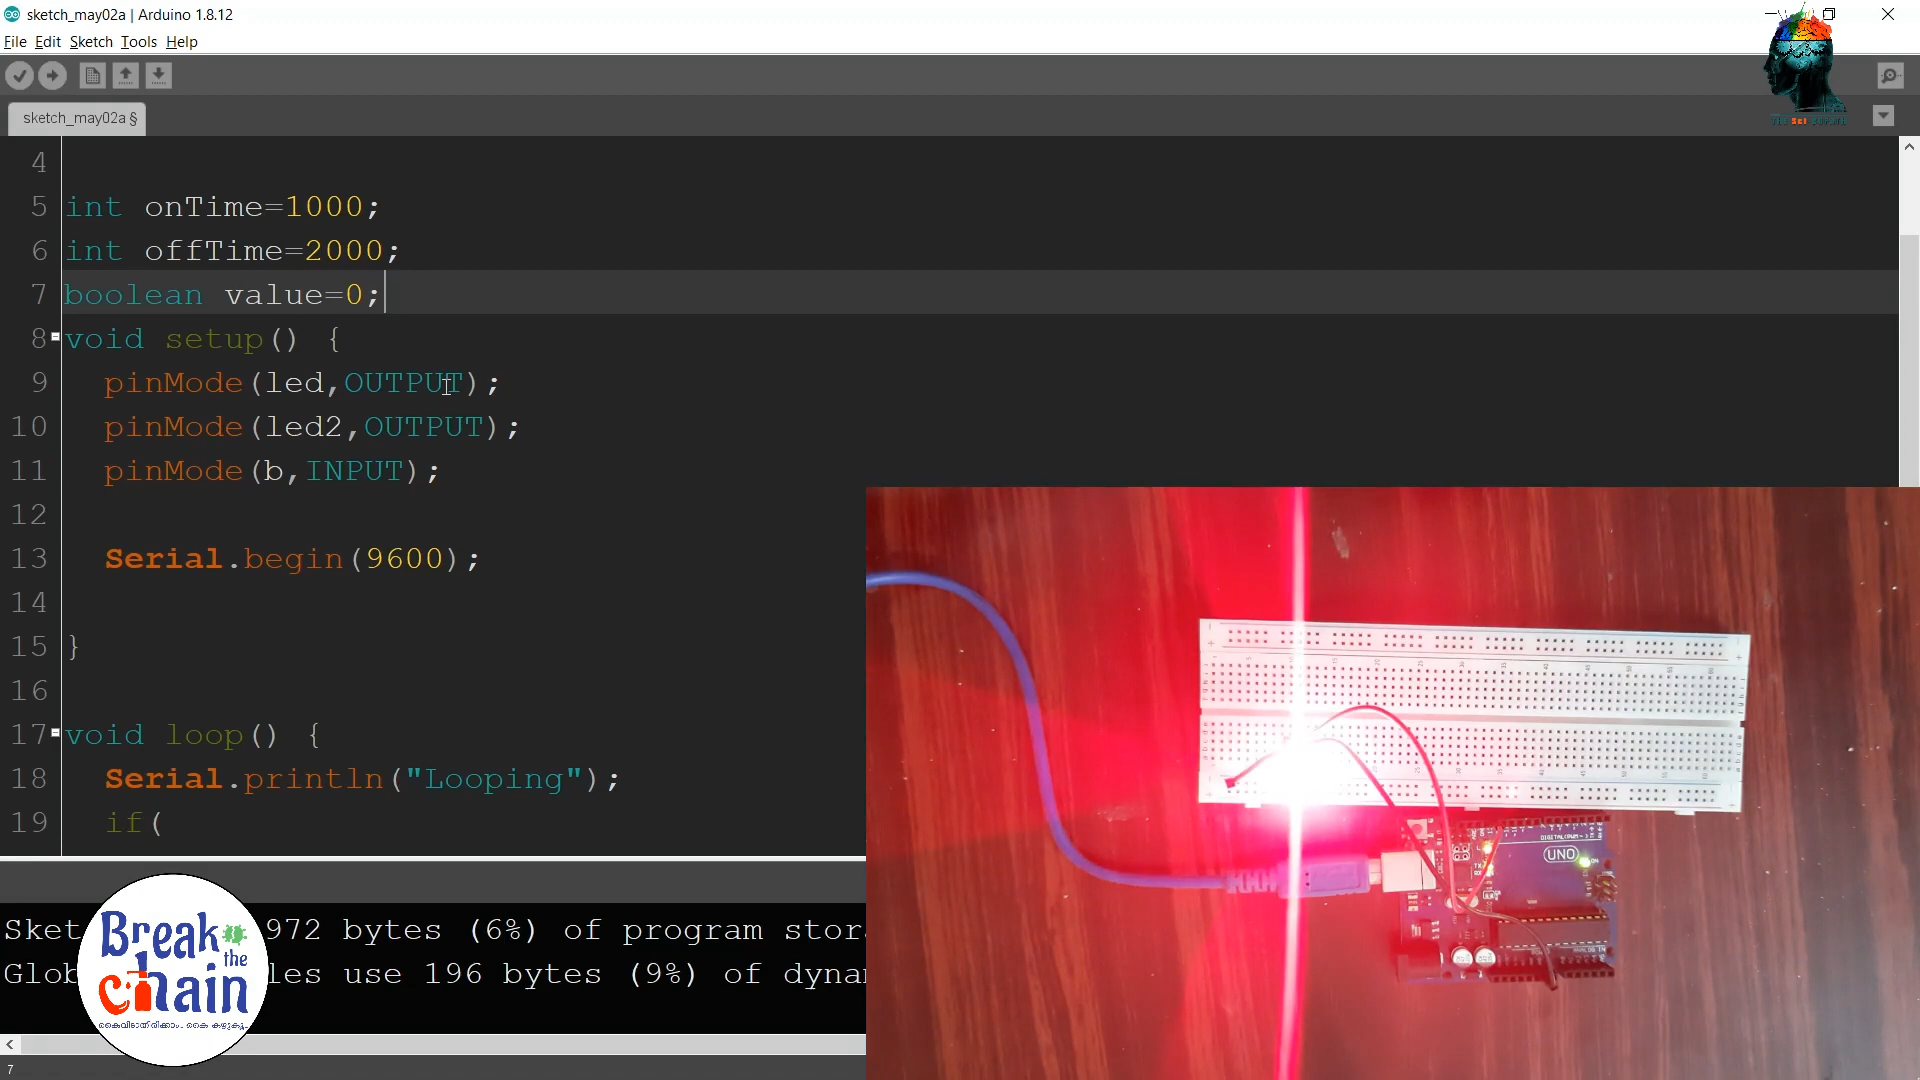 sketch_may02a | Arduino 1.8.12
File Edit Sketch Tools Help
sketch_may02a §
4
5 int onTime=1000;
6 int offTime=2000;
7 boolean value=0;
8 void setup() {
9 pinMode(led,OUTPUT);
10 pinMode(led2,OUTPUT);
11 pinMode(b,INPUT);
12
13 Serial.begin(9600);
14
15 }
16
17 void loop() {
18 Serial.println("Looping");
19 if(
Sket 972 bytes (6%) of program stor
Glob les use 196 bytes (9%) of dyna
Break
the
chain
7
UNO
ON